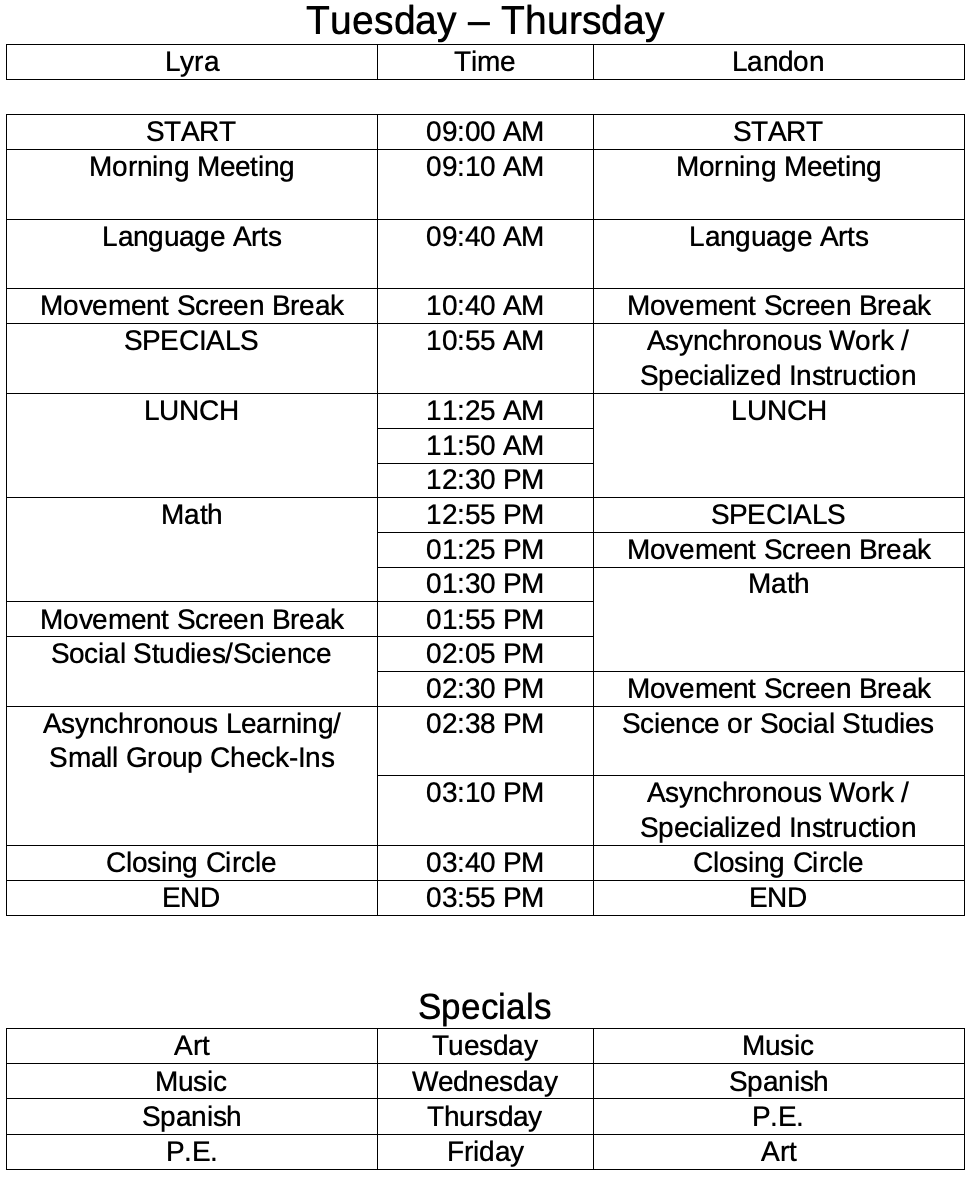 Tuesday – Thursday
Lyra Time Landon
START 09:00 AM START
Morning Meeting 09:10 AM Morning Meeting
Language Arts 09:40 AM Language Arts
Movement Screen Break 10:40 AM Movement Screen Break
SPECIALS 10:55 AM Asynchronous Work /
Specialized Instruction
LUNCH 11:25 AM LUNCH
11:50 AM
12:30 PM
Math 12:55 PM SPECIALS
01:25 PM Movement Screen Break
01:30 PM Math
Movement Screen Break 01:55 PM
Social Studies/Science 02:05 PM
02:30 PM Movement Screen Break
Asynchronous Learning/ 02:38 PM Science or Social Studies
Small Group Check-Ins
03:10 PM Asynchronous Work /
Specialized Instruction
Closing Circle 03:40 PM Closing Circle
END 03:55 PM END
Specials
Art Tuesday Music
Music Wednesday Spanish
Spanish Thursday P.E.
P.E. Friday Art